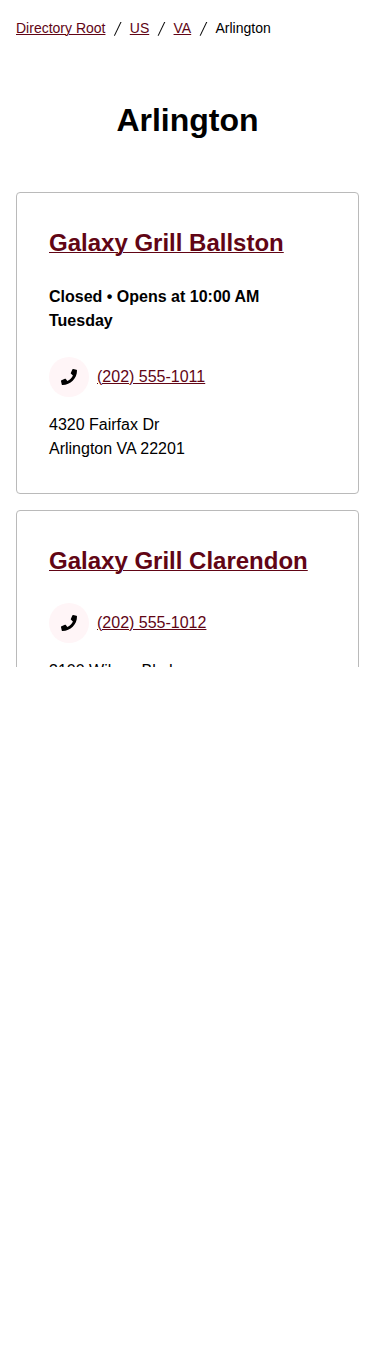 Directory Root / US / VA / Arlington
Arlington
Galaxy Grill Ballston
Closed • Opens at 10:00 AM
Tuesday
(202) 555-1011
4320 Fairfax Dr
Arlington VA 22201
Galaxy Grill Clarendon
(202) 555-1012